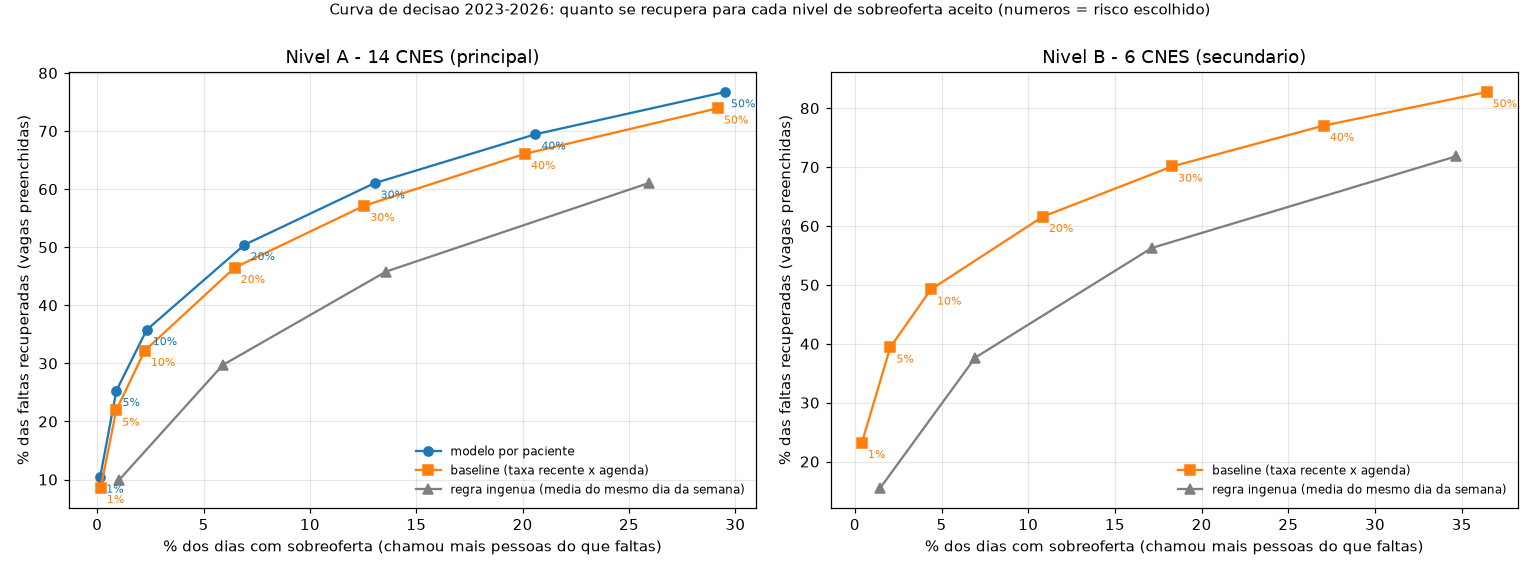 Curva de decisao 2023-2026: quanto se recupera para cada nivel de sobreoferta aceito (numeros = risco escolhido)
Nivel A - 14 CNES (principal)
% das faltas recuperadas (vagas preenchidas)
80
70
60
50
40
30
20
10
50%
50%
40%
40%
30%
30%
20%
20%
10%
10%
5%
5%
1%
1%
modelo por paciente
baseline (taxa recente x agenda)
regra ingenua (media do mesmo dia da semana)
0 5 10 15 20 25 30
% dos dias com sobreoferta (chamou mais pessoas do que faltas)
Nivel B - 6 CNES (secundario)
% das faltas recuperadas (vagas preenchidas)
80
70
60
50
40
30
20
50%
40%
30%
20%
10%
5%
1%
baseline (taxa recente x agenda)
regra ingenua (media do mesmo dia da semana)
0 5 10 15 20 25 30 35
% dos dias com sobreoferta (chamou mais pessoas do que faltas)